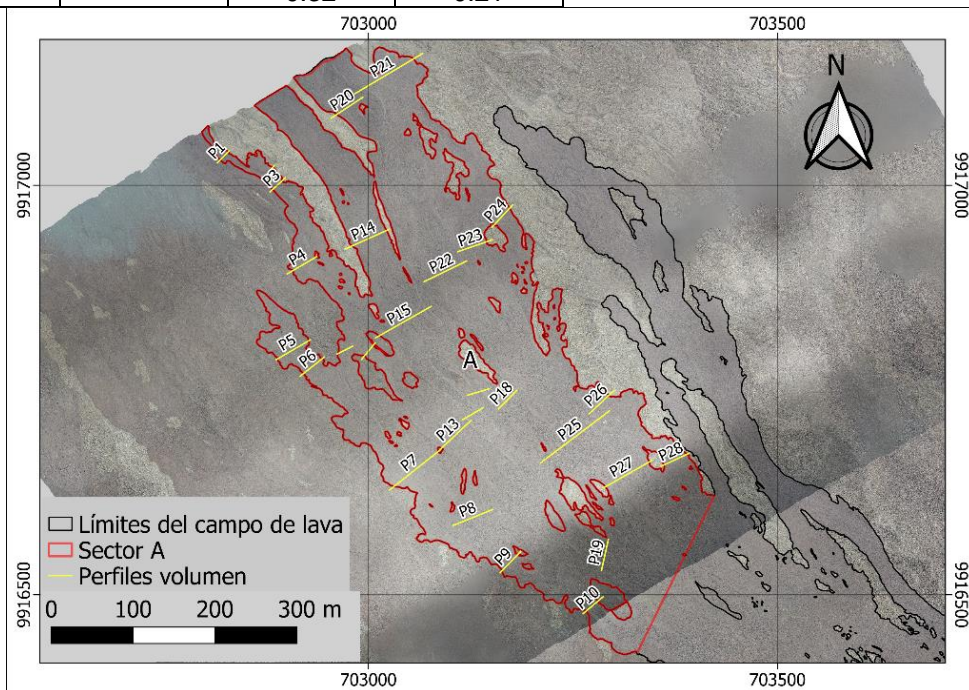 703000 703500
P21
P20
P1
P3
9917000 9917000
P24
P14
P23
P4
P22
P15
P5
P6
A
P18
P26
P13
P25
P7
P28
P27
P8
P19
P9
P10
9916500 9916500
N
Límites del campo de lava
Sector A
Perfiles volumen
0 100 200 300 m
703000 703500